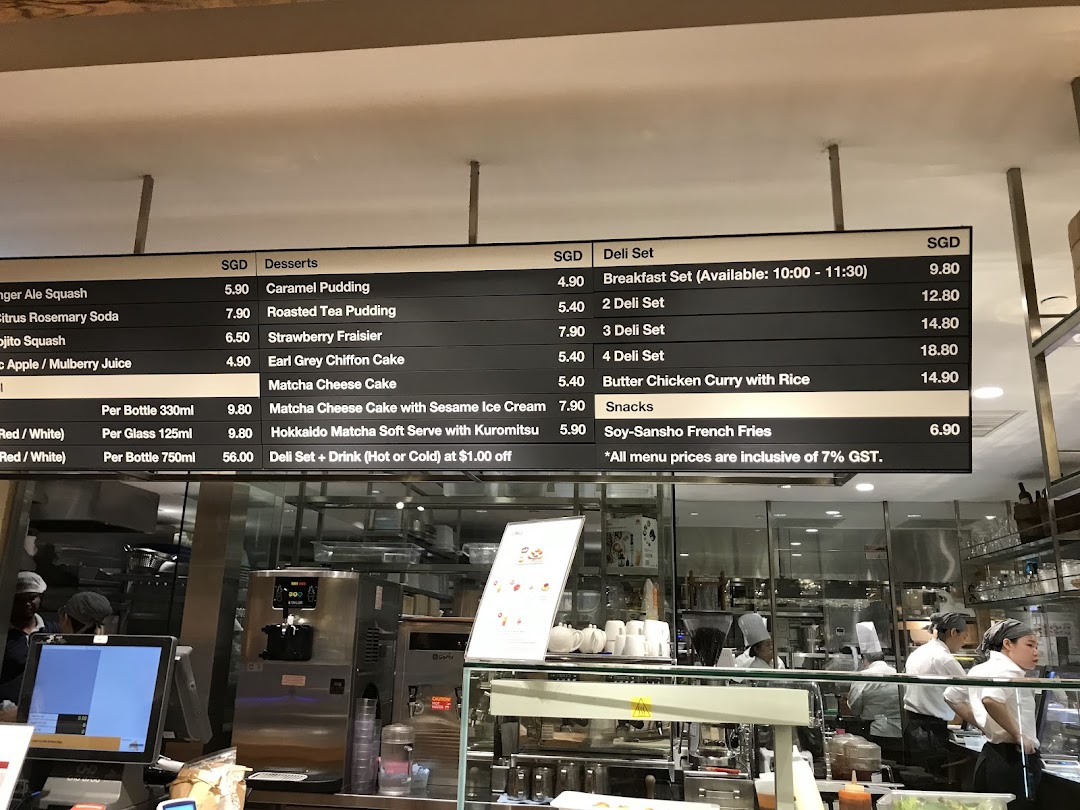 SGD
nger Ale Squash 5.90
Citrus Rosemary Soda 7.90
ojito Squash 6.50
c Apple / Mulberry Juice 4.90
l
Per Bottle 330ml 9.80
Red / White) Per Glass 125ml 9.80
Red / White) Per Bottle 750ml 56.00
Desserts SGD
Caramel Pudding 4.90
Roasted Tea Pudding 5.40
Strawberry Fraisier 7.90
Earl Grey Chiffon Cake 5.40
Matcha Cheese Cake 5.40
Matcha Cheese Cake with Sesame Ice Cream 7.90
Hokkaido Matcha Soft Serve with Kuromitsu 5.90
Deli Set + Drink (Hot or Cold) at $1.00 off
Deli Set SGD
Breakfast Set (Available: 10:00 - 11:30) 9.80
2 Deli Set 12.80
3 Deli Set 14.80
4 Deli Set 18.80
Butter Chicken Curry with Rice 14.90
Snacks
Soy-Sansho French Fries 6.90
*All menu prices are inclusive of 7% GST.
CAUTION